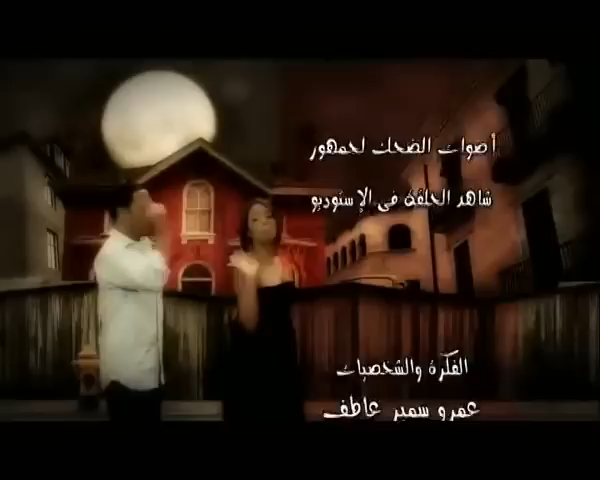 أصوات الضحك لجمهور
شاهد الحلقة في الإستوديو
الفكرة والشخصيات
عمرو سمير عاطف